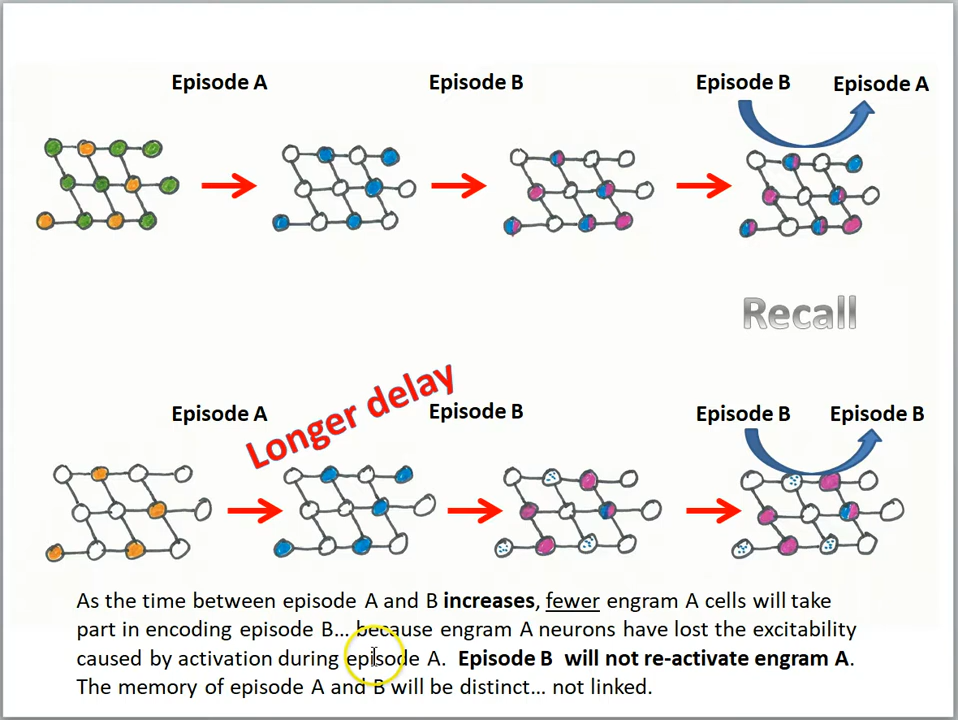 Episode A Episode B Episode B Episode A
Recall
Longer delay
Episode A Episode B Episode B Episode B
As the time between episode A and B increases, fewer engram A cells will take
part in encoding episode B... because engram A neurons have lost the excitability
caused by activation during episode A. Episode B will not re-activate engram A.
The memory of episode A and B will be distinct... not linked.